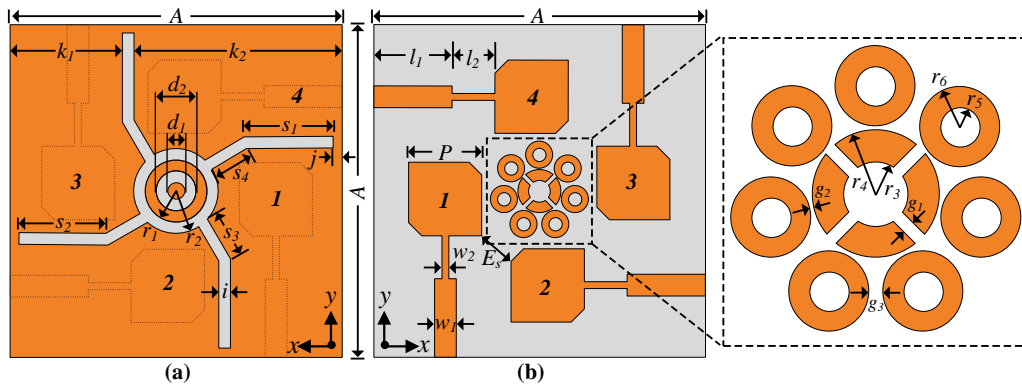 A
A
k1
k2
l1
l2
d2
d1
4
s1
j
s4
3
1
s2
r1
r2
s3
2
i
y
x
A
4
P
1
3
w2
Es
2
w1
y
x
r6
r5
r4
r3
g2
g1
g3
(a)
(b)